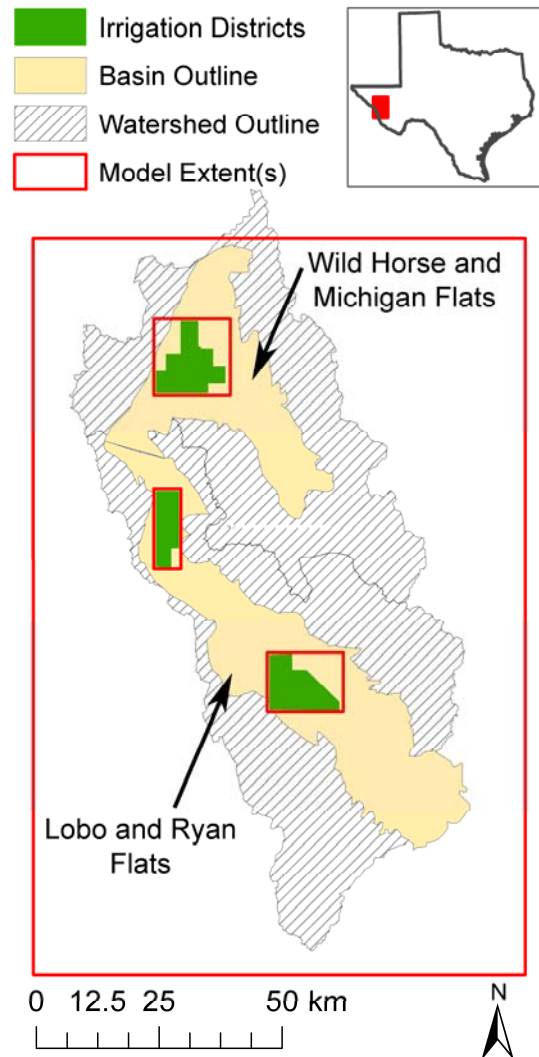 Irrigation Districts
Basin Outline
Watershed Outline
Model Extent(s)
Wild Horse and
Michigan Flats
Lobo and Ryan
Flats
0 12.5 25 50 km
N